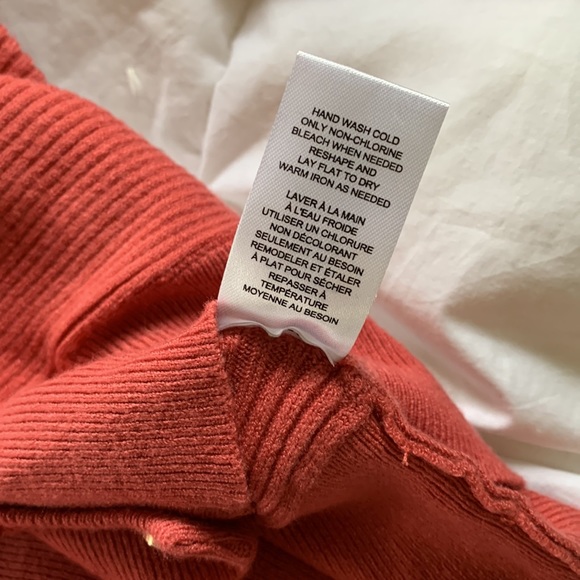 HAND WASH COLD
ONLY NON-CHLORINE
BLEACH WHEN NEEDED
RESHAPE AND
LAY FLAT TO DRY
WARM IRON AS NEEDED
LAVER À LA MAIN
À L'EAU FROIDE
UTILISER UN CHLORURE
NON DÉCOLORANT
SEULEMENT AU BESOIN
REMODELER ET ÉTALER
À PLAT POUR SÉCHER
REPASSER À
TEMPÉRATURE
MOYENNE AU BESOIN